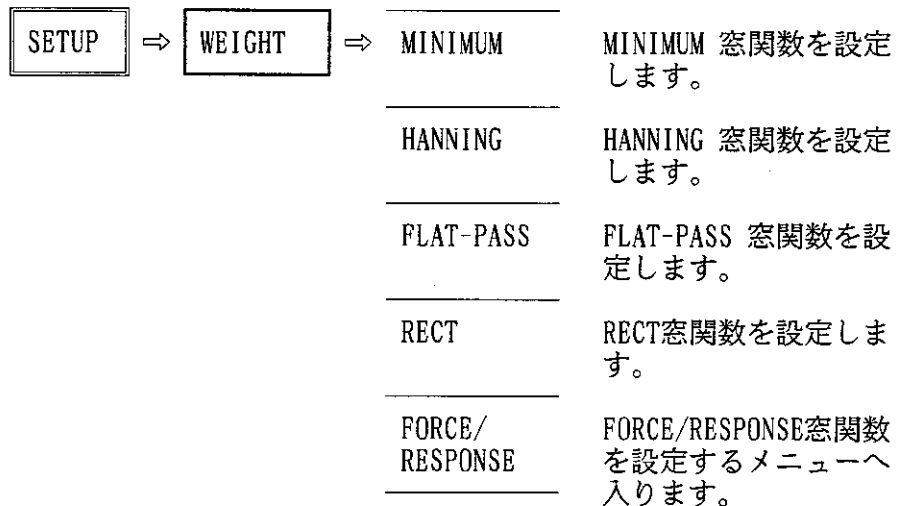 SETUP ⇒ WEIGHT ⇒ MINIMUM MINIMUM 窓関数を設定
します。
HANNING HANNING 窓関数を設定
します。
FLAT-PASS FLAT-PASS 窓関数を設
定します。
RECT RECT窓関数を設定しま
す。
FORCE/ FORCE/RESPONSE窓関数
RESPONSE を設定するメニューへ
入ります。